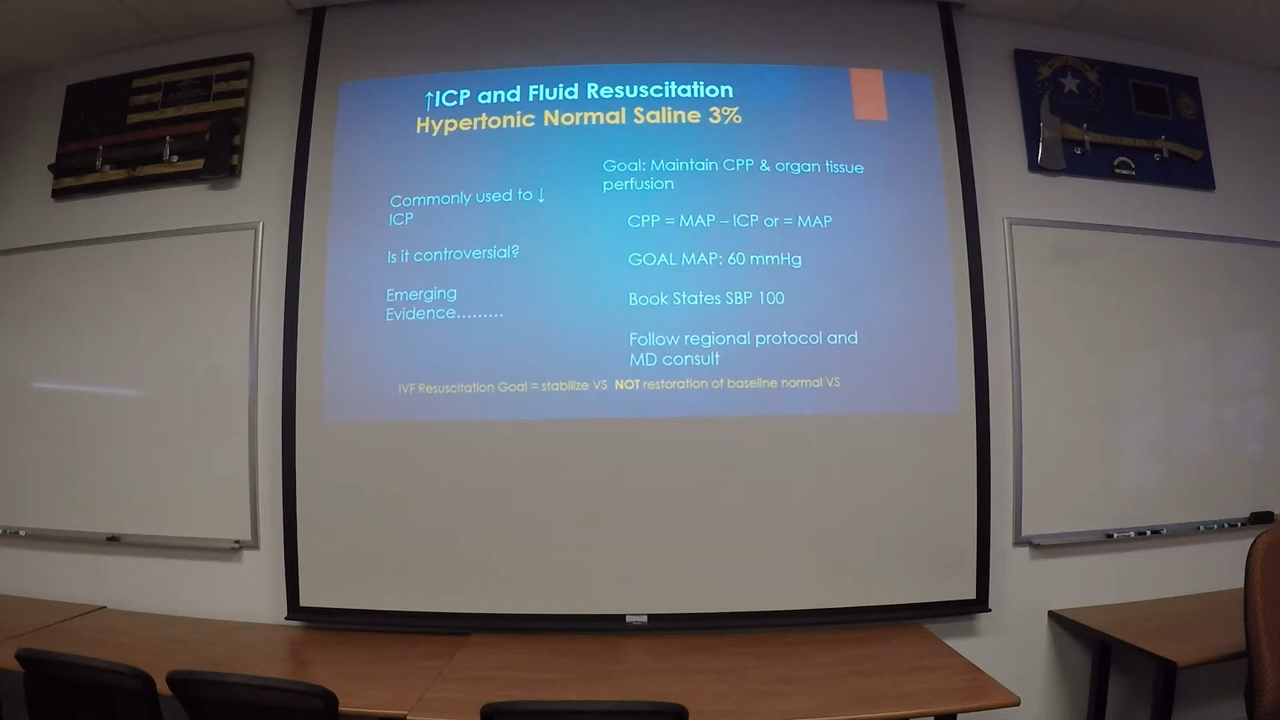 ↑ICP and Fluid Resuscitation
Hypertonic Normal Saline 3%
Commonly used to ↓
ICP
Is it controversial?
Emerging
Evidence.........
Goal: Maintain CPP & organ tissue
perfusion
CPP = MAP – ICP or = MAP
GOAL MAP: 60 mmHg
Book States SBP 100
Follow regional protocol and
MD consult
IVF Resuscitation Goal = stabilize VS NOT restoration of baseline normal VS